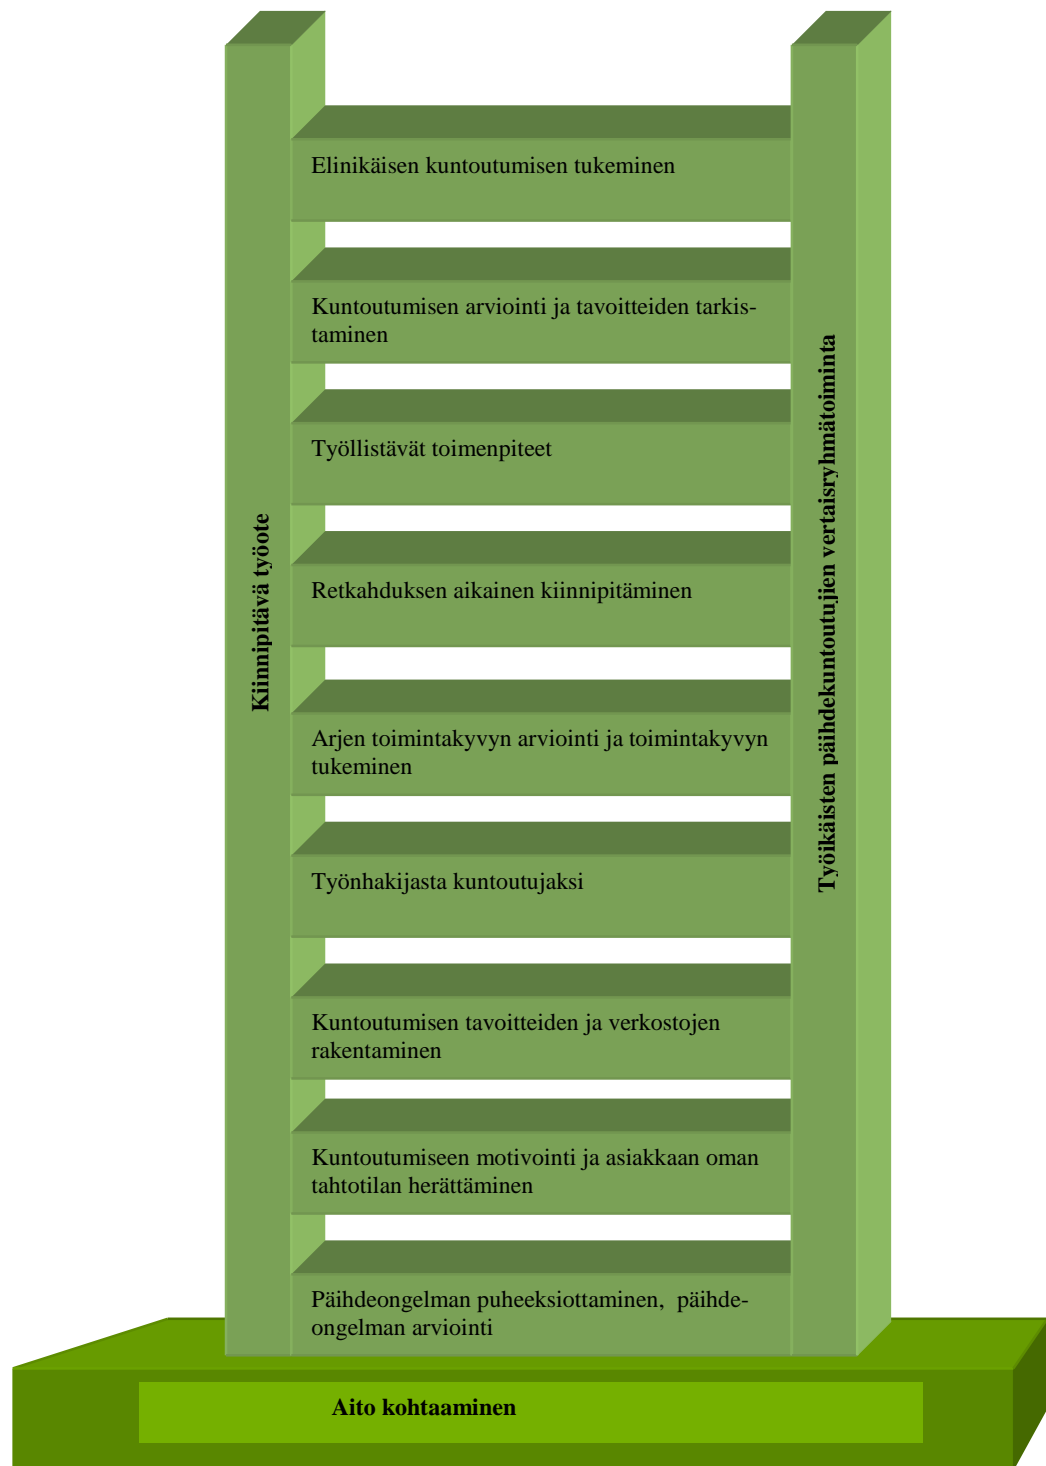 Elinikäisen kuntoutumisen tukeminen
Kuntoutumisen arviointi ja tavoitteiden tarkis-
taminen
Työllistävät toimenpiteet
Retkahduksen aikainen kiinnipitäminen
Arjen toimintakyvyn arviointi ja toimintakyvyn
tukeminen
Työnhakijasta kuntoutujaksi
Kuntoutumisen tavoitteiden ja verkostojen
rakentaminen
Kuntoutumiseen motivointi ja asiakkaan oman
tahtotilan herättäminen
Päihdeongelman puheeksiottaminen, päihde-
ongelman arviointi
Kiinnipitävä työote
Työikäisten päihdekuntoutujien vertaisryhmätoiminta
Aito kohtaaminen